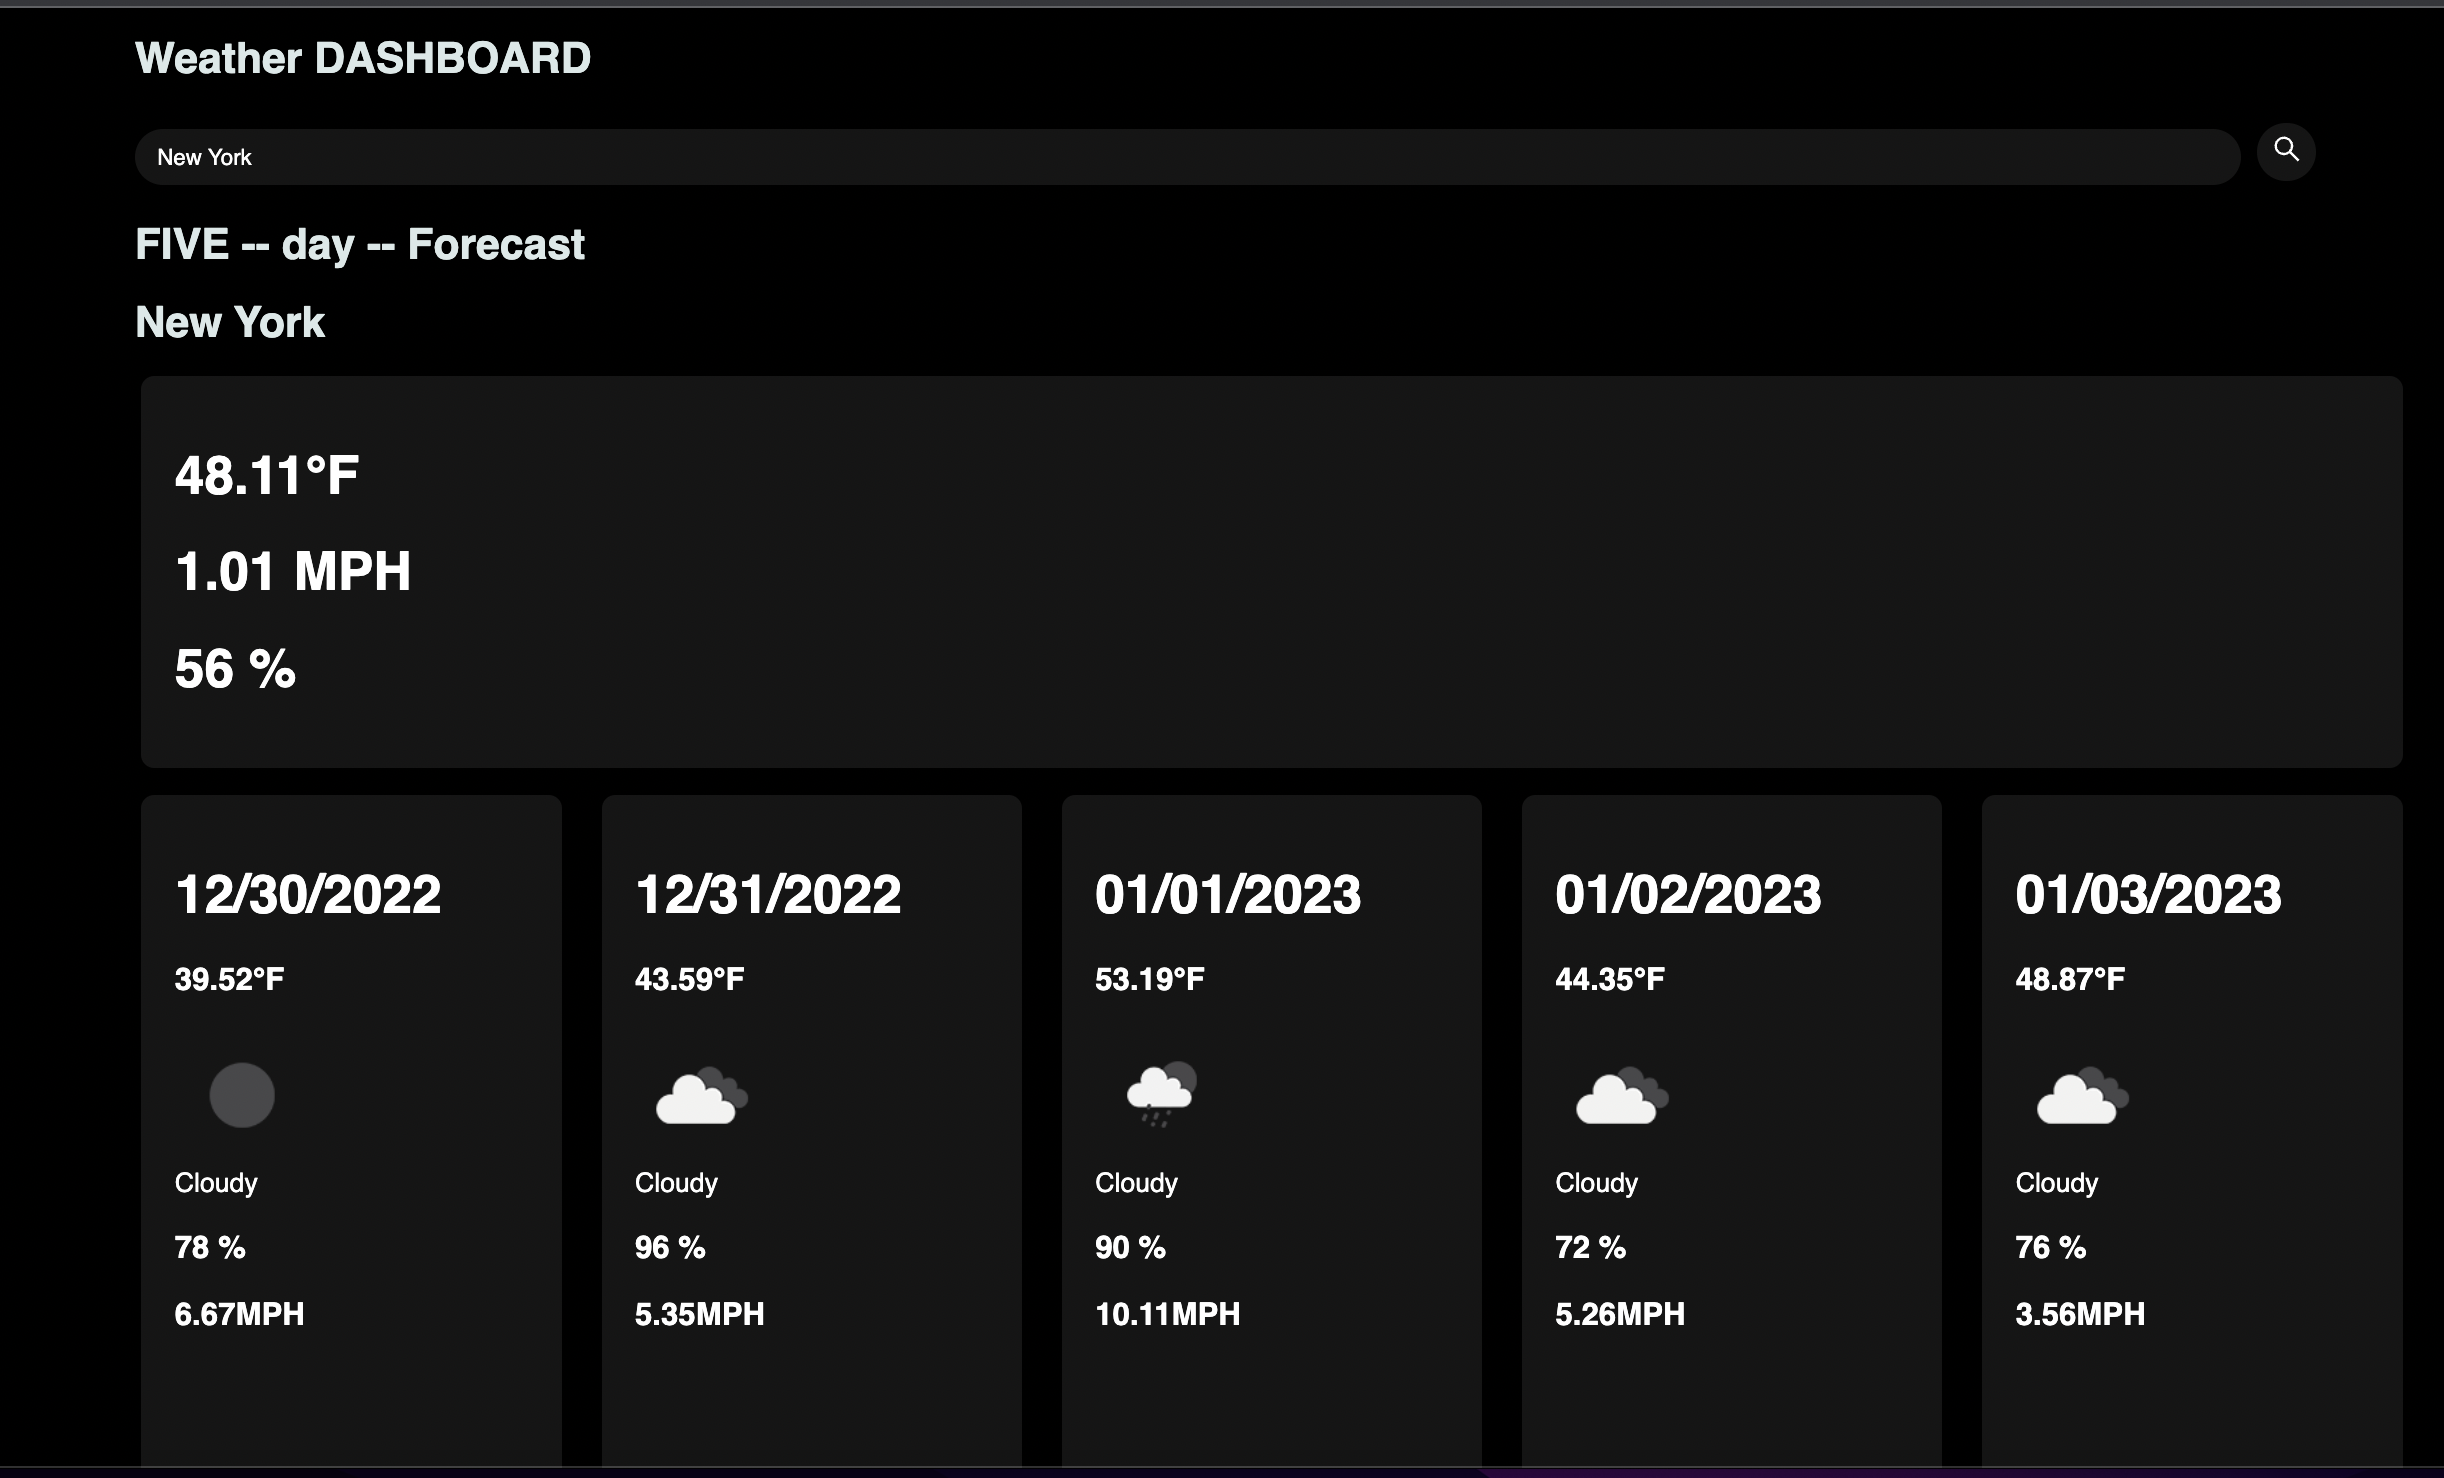 Weather DASHBOARD
New York
FIVE -- day -- Forecast
New York
48.11°F
1.01 MPH
56 %
12/30/2022
39.52°F
Cloudy
78 %
6.67MPH
12/31/2022
43.59°F
Cloudy
96 %
5.35MPH
01/01/2023
53.19°F
Cloudy
90 %
10.11MPH
01/02/2023
44.35°F
Cloudy
72 %
5.26MPH
01/03/2023
48.87°F
Cloudy
76 %
3.56MPH